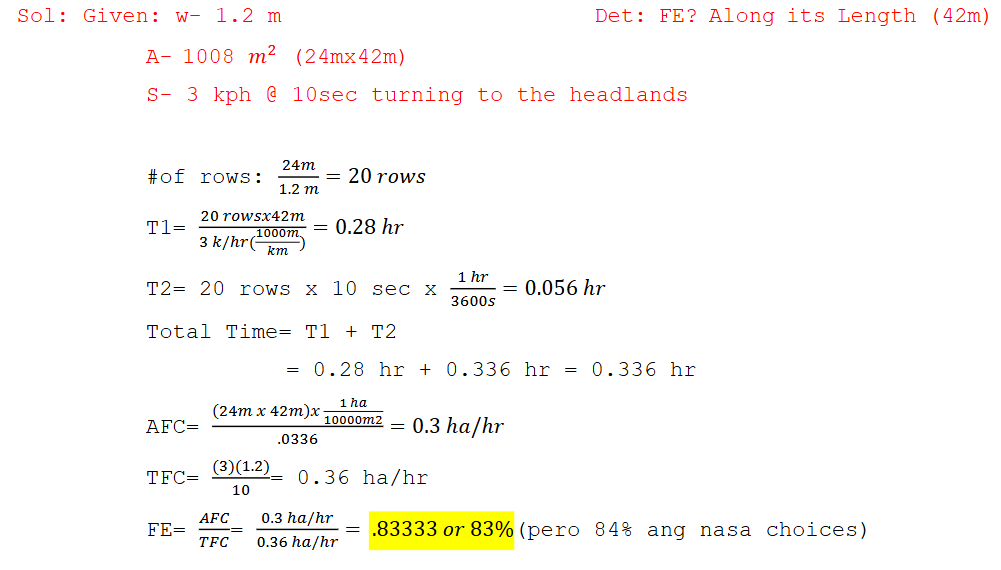 Sol: Given: w- 1.2 m Det: FE? Along its Length (42m)
A- 1008 m² (24mx42m)
S- 3 kph @ 10sec turning to the headlands
#of rows: 24m / 1.2 m = 20 rows
T1= 20 rowsx42m / 3 k/hr(1000m / km) = 0.28 hr
T2= 20 rows x 10 sec x 1 hr / 3600s = 0.056 hr
Total Time= T1 + T2
= 0.28 hr + 0.336 hr = 0.336 hr
AFC= (24m x 42m)x 1 ha / 10000m2 / .0336 = 0.3 ha/hr
TFC= (3)(1.2) / 10 = 0.36 ha/hr
FE= AFC / TFC = 0.3 ha/hr / 0.36 ha/hr = .83333 or 83% (pero 84% ang nasa choices)